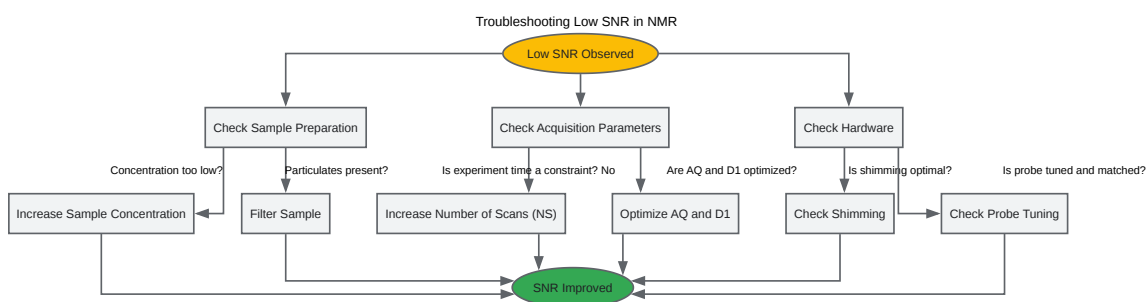 Troubleshooting Low SNR in NMR
Low SNR Observed
Check Sample Preparation
Check Acquisition Parameters
Check Hardware
Concentration too low?
Particulates present?
Is experiment time a constraint? No
Are AQ and D1 optimized?
Is shimming optimal?
Is probe tuned and matched?
Increase Sample Concentration
Filter Sample
Increase Number of Scans (NS)
Optimize AQ and D1
Check Shimming
Check Probe Tuning
SNR Improved